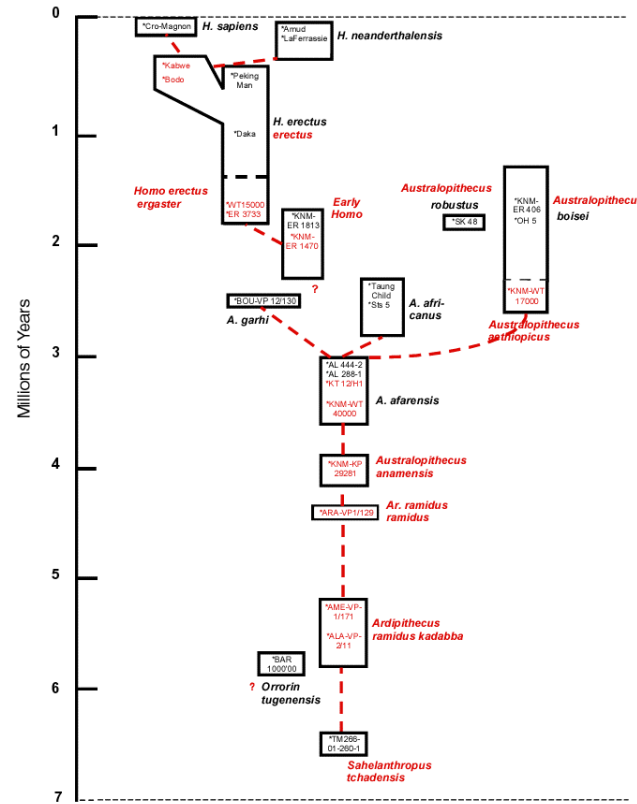 0
*Cro-Magnon
H. sapiens
*Amud
*LaFerrassie
H. neanderthalensis
*Kabwe
*Bodo
*Peking
Man
1
*Daka
H. erectus
erectus
Homo erectus
ergaster
*WT15000
*ER 3733
Early
Homo
*KNM-
ER 1813
*KNM-
ER 1470
?
Australopithecus
robustus
*SK 48
*KNM-
ER 406
*OH 5
Australopithecu
boisei
2
*BOU-VP 12/130
A. garhi
*Taung
Child
*Sts 5
A. afri-
canus
*KNM-WT
17000
Australopithecus
aethiopicus
3
Millions of Years
*AL 444-2
*AL 288-1
*KT 12/H1
*KNM-WT
40000
A. afarensis
4
*KNM-KP
29281
Australopithecus
anamensis
*ARA-VP1/129
Ar. ramidus
ramidus
5
*AME-VP-
1/171
*ALA-VP-
2/11
Ardipithecus
ramidus kadabba
*BAR
1000'00
? Orrorin
tugenensis
6
*TM266-
01-260-1
Sahelanthropus
tchadensis
7